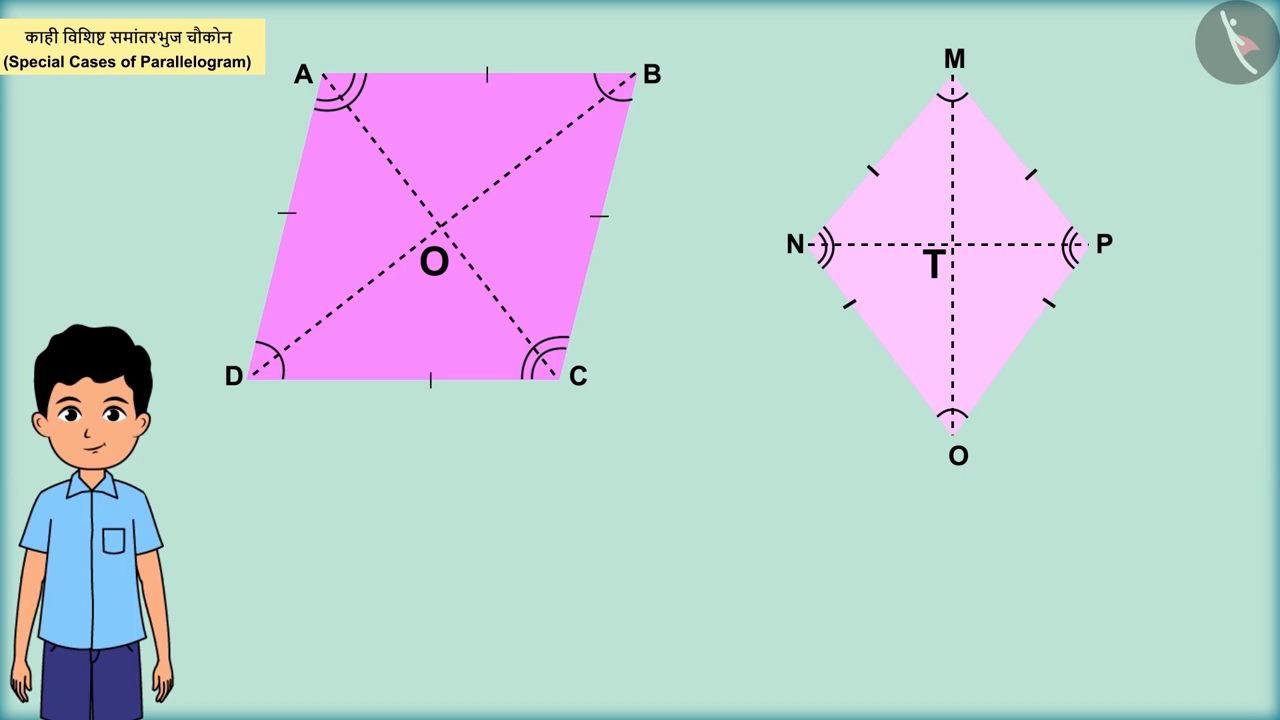 काही विशिष्ट समांतरभुज चौकोन
(Special Cases of Parallelogram)
A
B
O
D
C
M
N
P
T
O